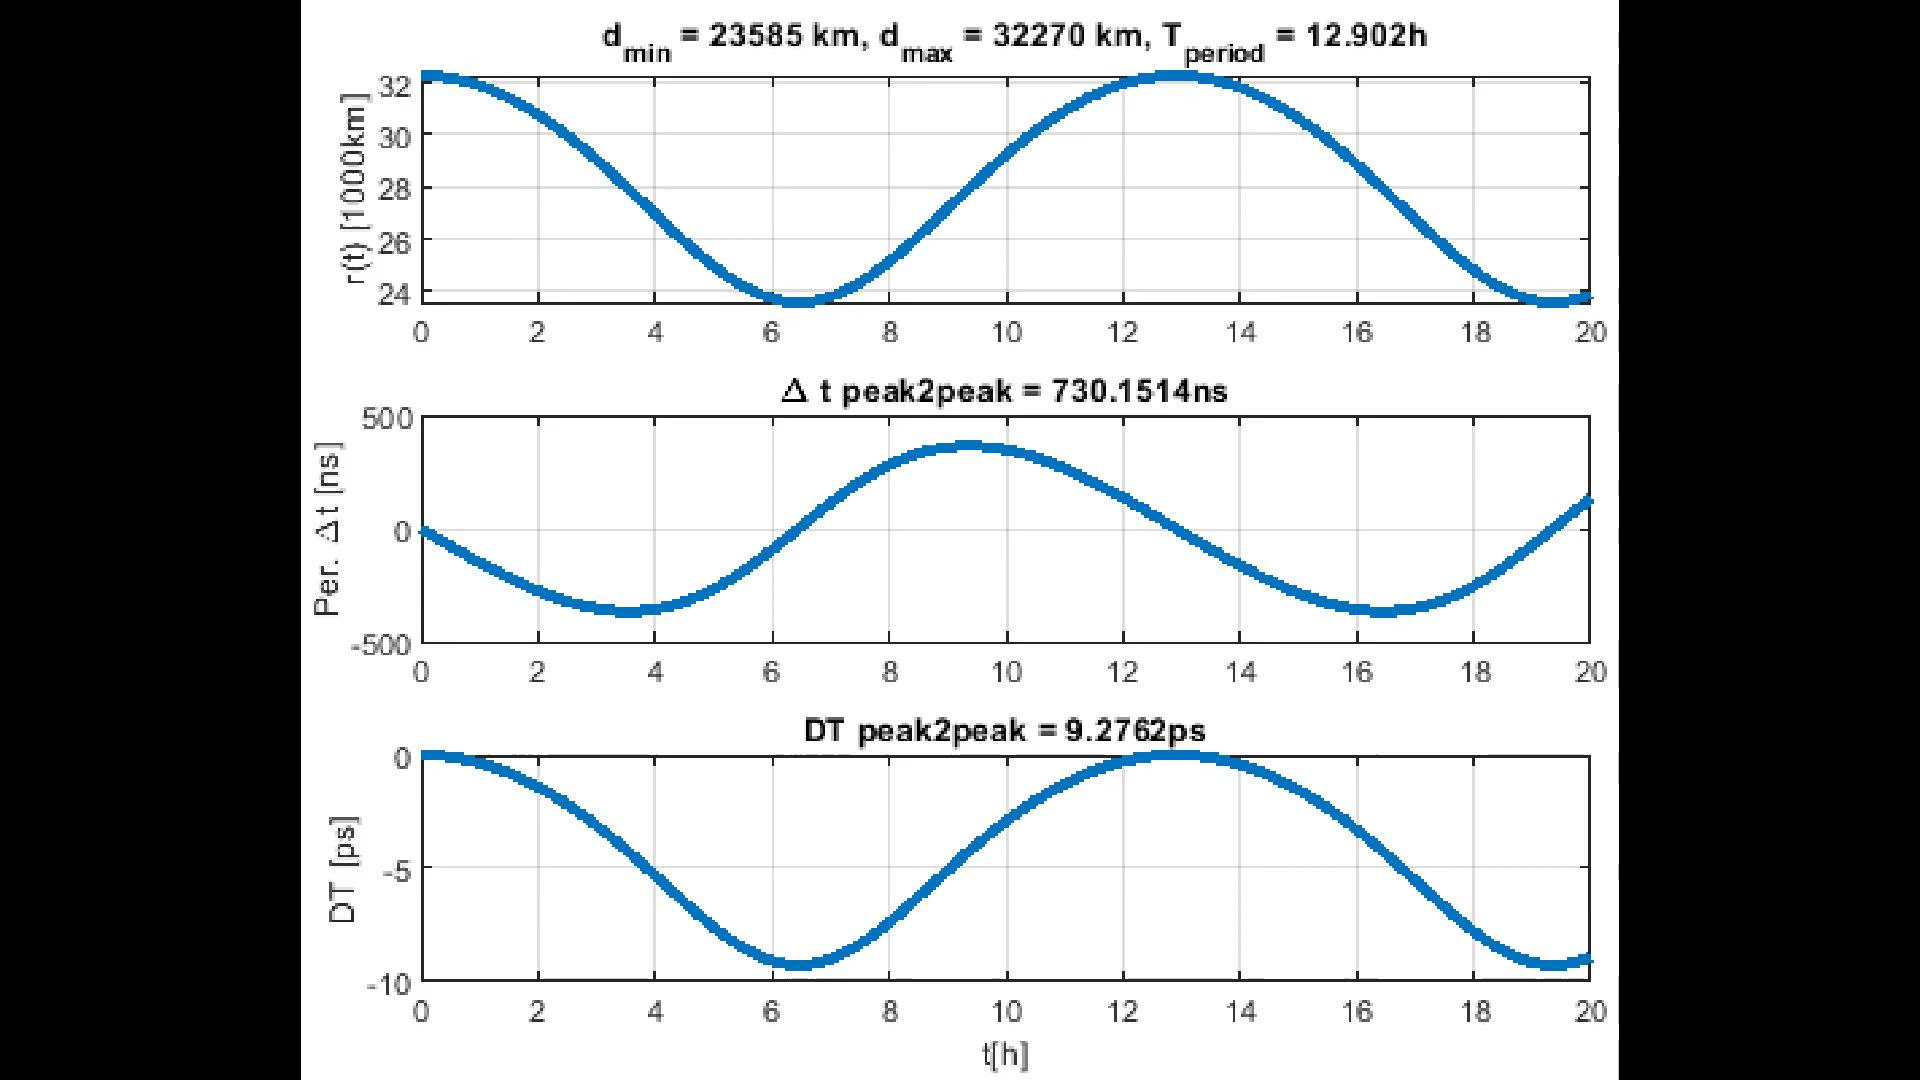 d_min = 23585 km, d_max = 32270 km, T_period = 12.902h
r(t) [1000km]
32
30
28
26
24
0 2 4 6 8 10 12 14 16 18 20
Δ t peak2peak = 730.1514ns
Per. Δt [ns]
500
0
-500
0 2 4 6 8 10 12 14 16 18 20
DT peak2peak = 9.2762ps
DT [ps]
0
-5
-10
0 2 4 6 8 10 12 14 16 18 20
t[h]